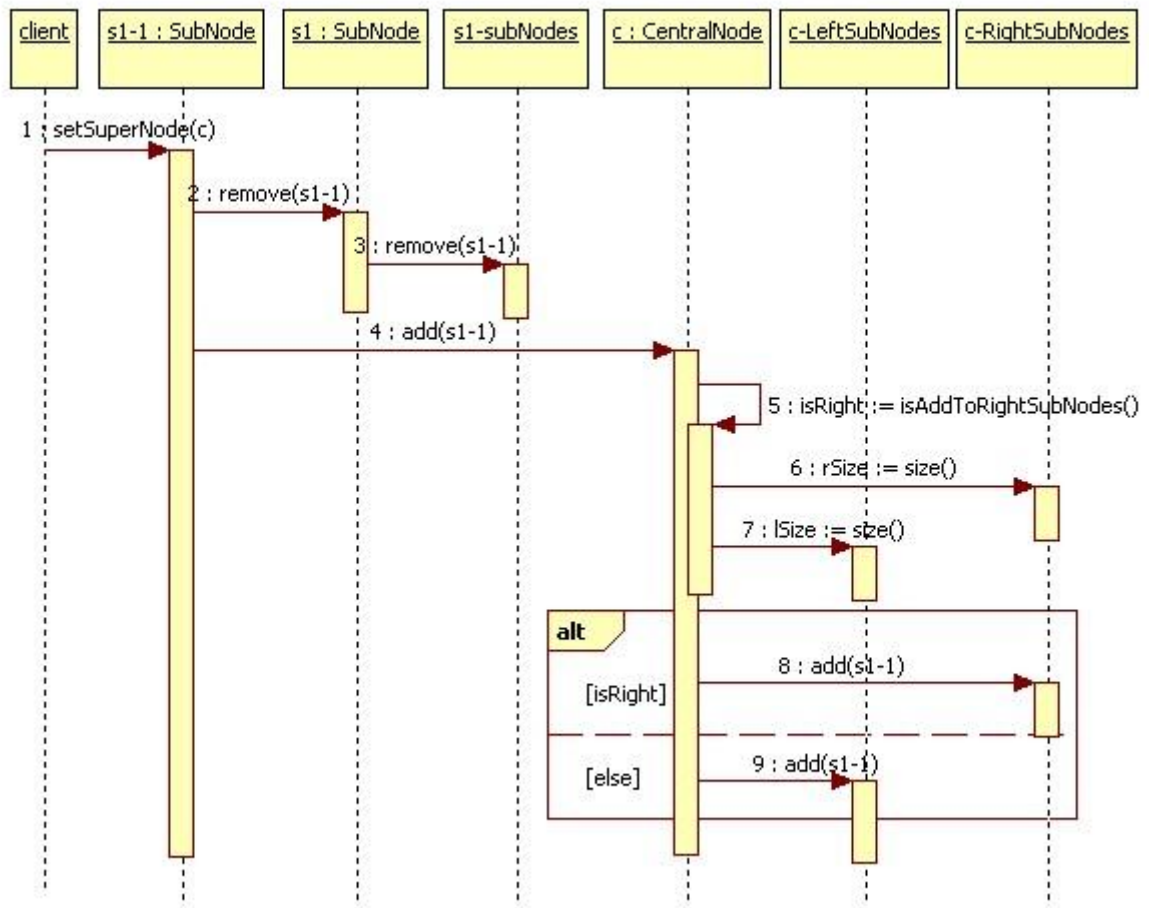 client
s1-1 : SubNode
s1 : SubNode
s1-subNodes
c : CentralNode
c-LeftSubNodes
c-RightSubNodes
1 : setSuperNode(c)
2 : remove(s1-1)
3 : remove(s1-1)
4 : add(s1-1)
5 : isRight := isAddToRightSubNodes()
6 : rSize := size()
7 : lSize := size()
alt
8 : add(s1-1)
[isRight]
9 : add(s1-1)
[else]